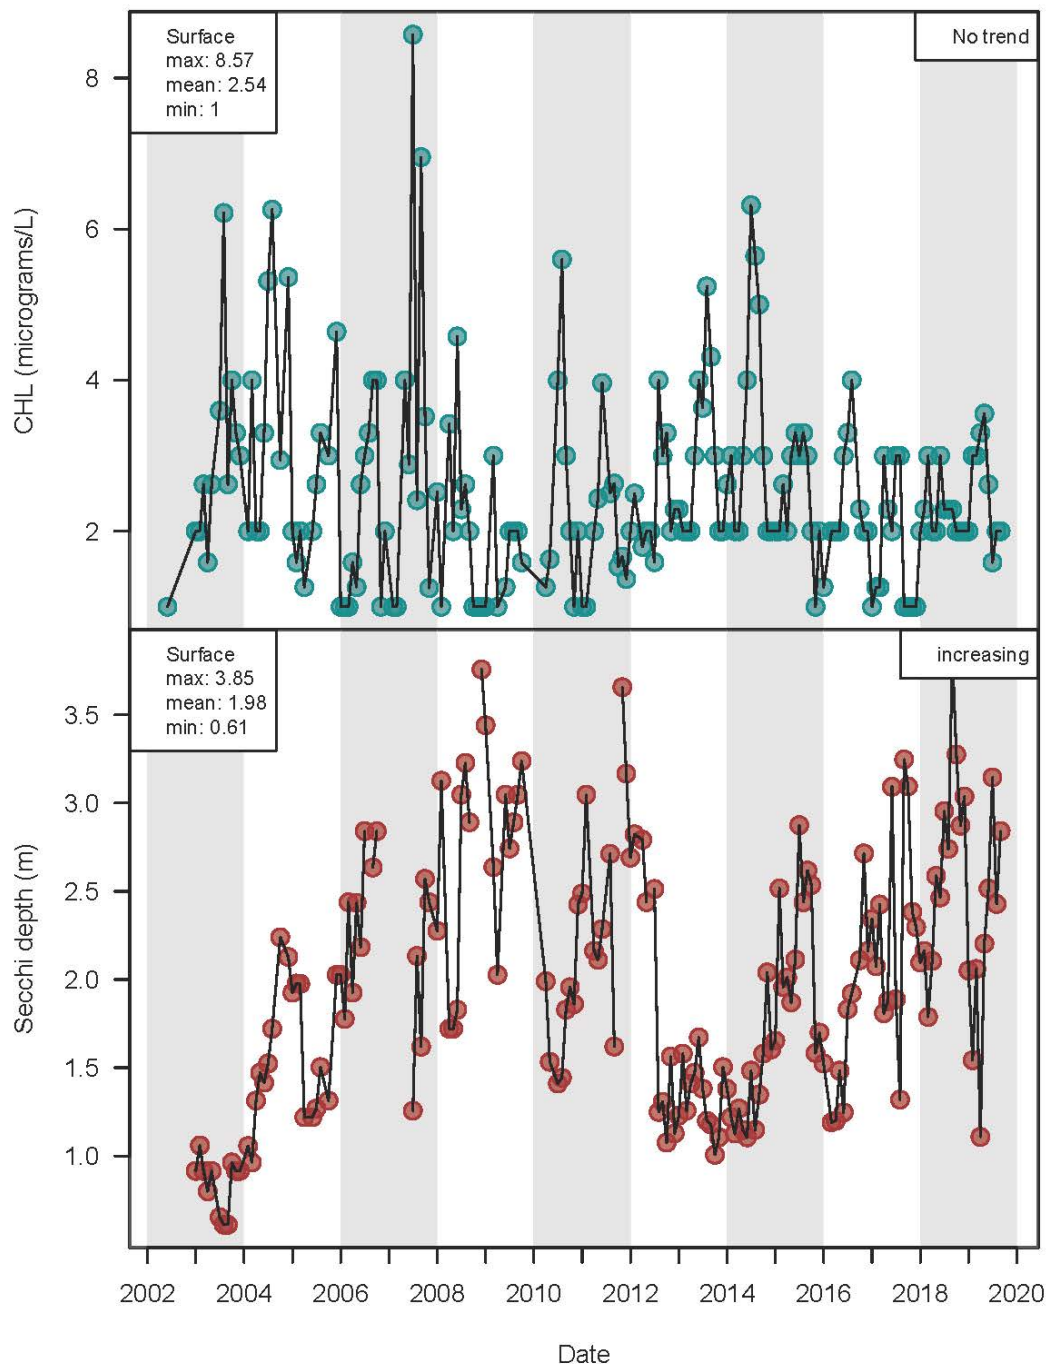 Surface
max: 8.57
mean: 2.54
min: 1
No trend
8
6
4
2
CHL (micrograms/L)
Surface
max: 3.85
mean: 1.98
min: 0.61
increasing
3.5
3.0
2.5
2.0
1.5
1.0
Secchi depth (m)
2002 2004 2006 2008 2010 2012 2014 2016 2018 2020
Date